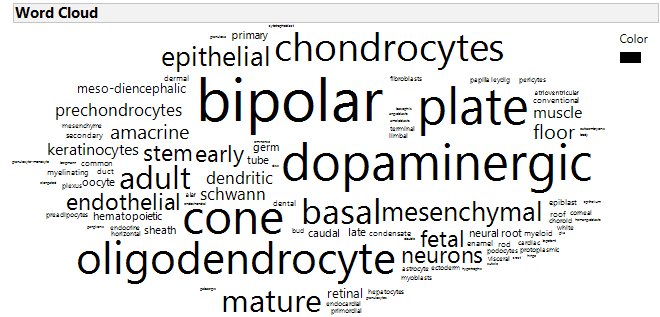 Word Cloud
Color
primary
epithelial
chondrocytes
dermal
fibroblasts
papilla leydig
pericytes
meso-diencephalic
bipolar
plate
atrioventricular
conventional
prechondrocytes
muscle
mesenchyme
amacrine
terminal
floor
secondary
limbal
keratinocytes
stem
early
germ
tube
dopaminergic
common
myelinating
duct
adult
dendritic
oocyte
plexus
schwann
endothelial
dental
basal
mesenchymal
epiblast
epithelium
preadipocytes
hematopoietic
cone
roof
corneal
choroid
white
endocrine
horizontal
sheath
bud
caudal
late
condensate
fetal
neural
root
myeloid
enamel
rod
cardiac
oligodendrocyte
neurons
podocytes
protoplasmic
visceral
astrocyte
ectoderm
myoblasts
mature
retinal
hepatocytes
endocardial
primordial